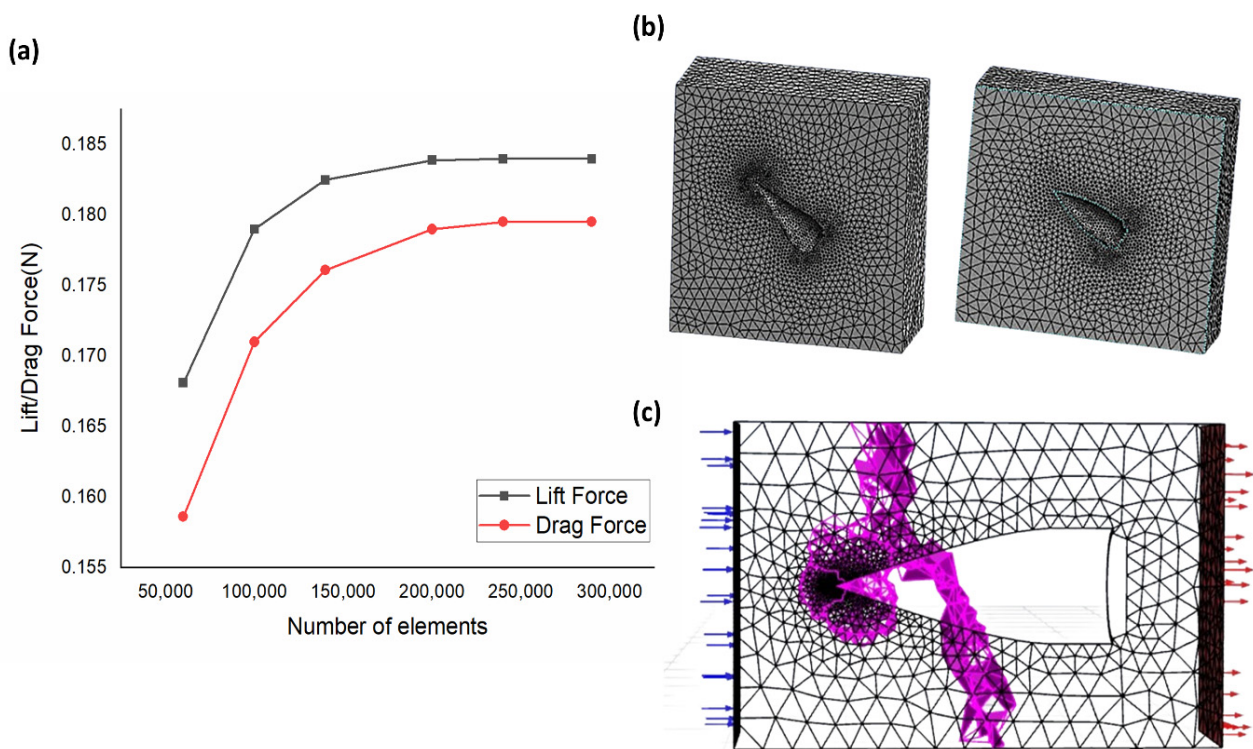 (a)
0.185
0.180
0.175
0.170
0.165
0.160
0.155
Lift/Drag Force(N)
Lift Force
Drag Force
50,000 100,000 150,000 200,000 250,000 300,000
Number of elements
(b)
(c)